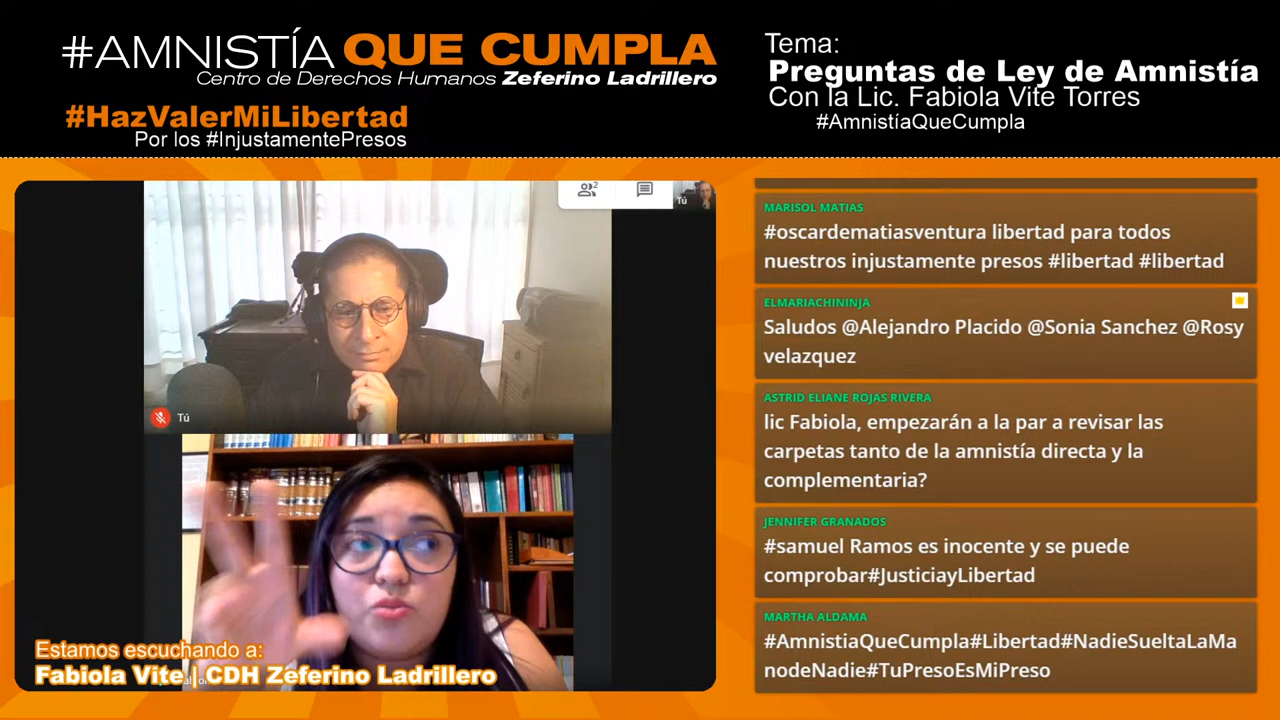 #AMNISTÍA QUE CUMPLA
Centro de Derechos Humanos Zeferino Ladrillero
#HazValerMiLibertad
Por los #InjustamentePresos
Tema:
Preguntas de Ley de Amnistía
Con la Lic. Fabiola Vite Torres
#AmnistíaQueCumpla
2
Tú
Tú
Estamos escuchando a:
Fabiola Vite | CDH Zeferino Ladrillero
MARISOL MATIAS
#oscardematiasventura libertad para todos
nuestros injustamente presos #libertad #libertad
ELMARIACHININJA
Saludos @Alejandro Placido @Sonia Sanchez @Rosy
velazquez
ASTRID ELIANE ROJAS RIVERA
lic Fabiola, empezarán a la par a revisar las
carpetas tanto de la amnistía directa y la
complementaria?
JENNIFER GRANADOS
#samuel Ramos es inocente y se puede
comprobar#JusticiayLibertad
MARTHA ALDAMA
#AmnistiaQueCumpla#Libertad#NadieSueltaLaMa
nodeNadie#TuPresoEsMiPreso